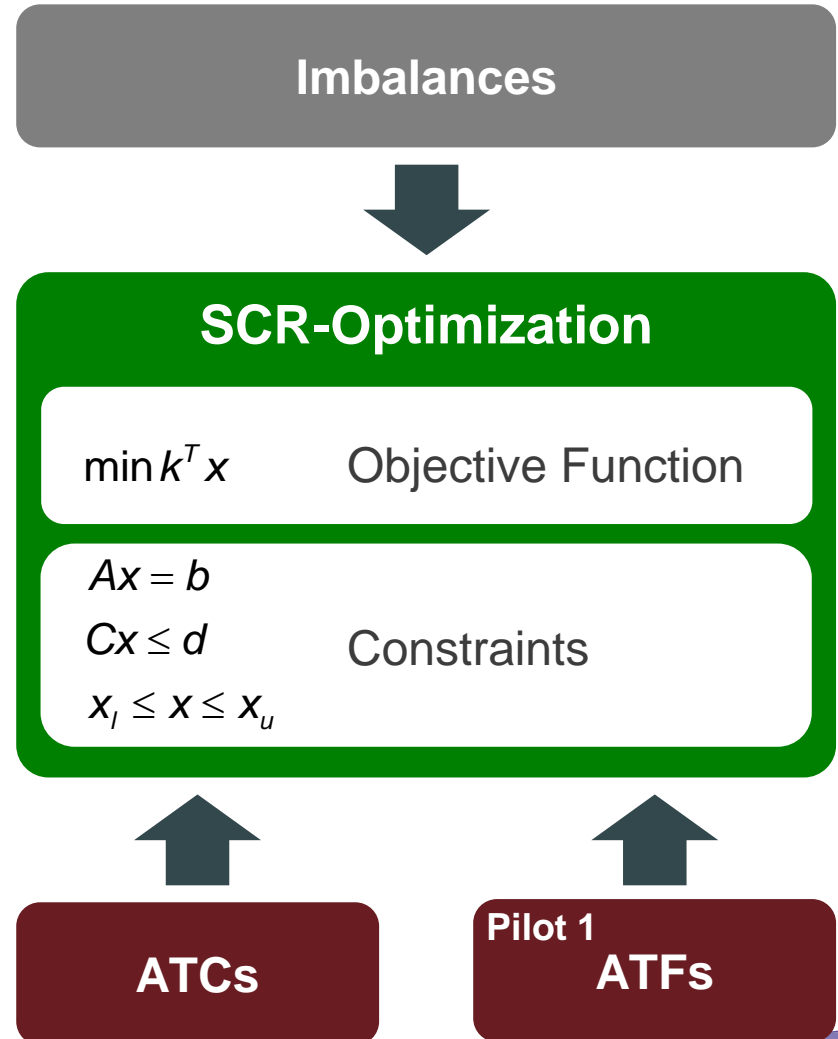 Imbalances
SCR-Optimization
min k^T x Objective Function
Ax = b
Cx ≤ d Constraints
x_l ≤ x ≤ x_u
ATCs
Pilot 1
ATFs